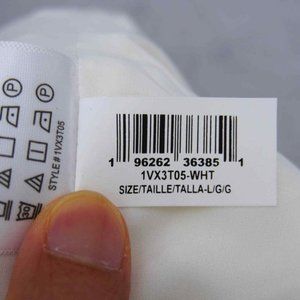 STYLE # 1VX3T05
1 96262 36385 1
1VX3T05-WHT
SIZE/TAILLE/TALLA-L/G/G